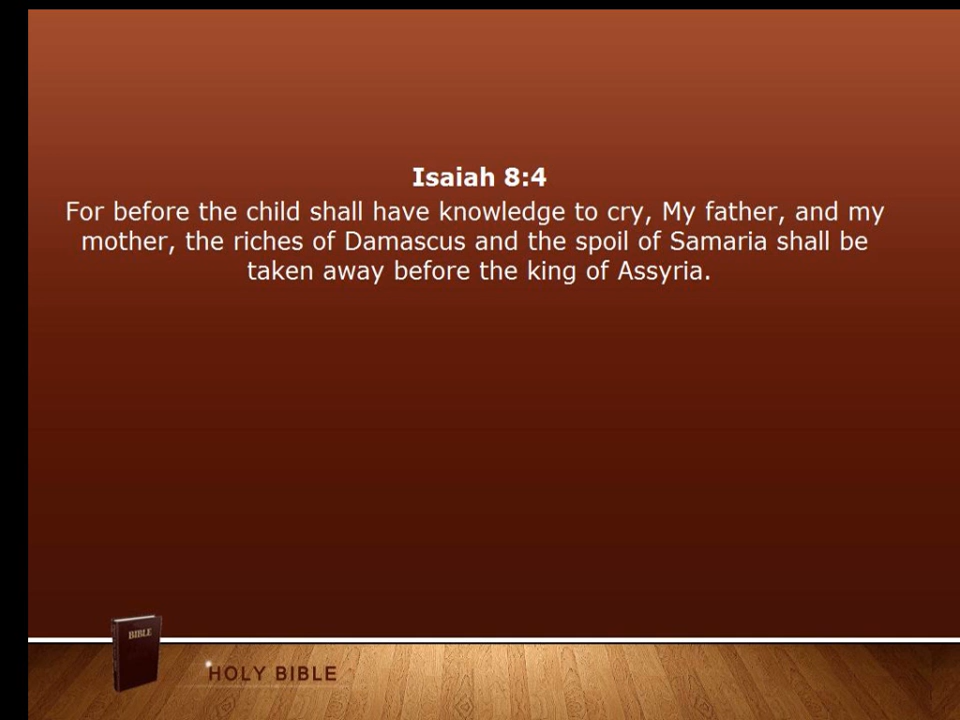 Isaiah 8:4
For before the child shall have knowledge to cry, My father, and my
mother, the riches of Damascus and the spoil of Samaria shall be
taken away before the king of Assyria.
BIBLE
HOLY BIBLE